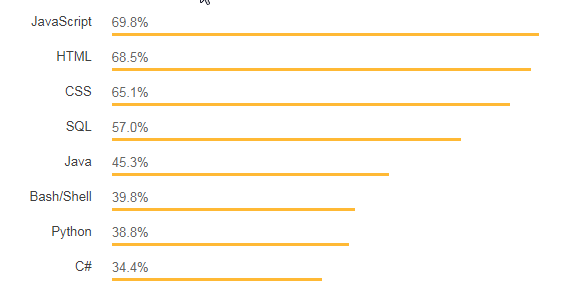 JavaScript 69.8%
HTML 68.5%
CSS 65.1%
SQL 57.0%
Java 45.3%
Bash/Shell 39.8%
Python 38.8%
C# 34.4%